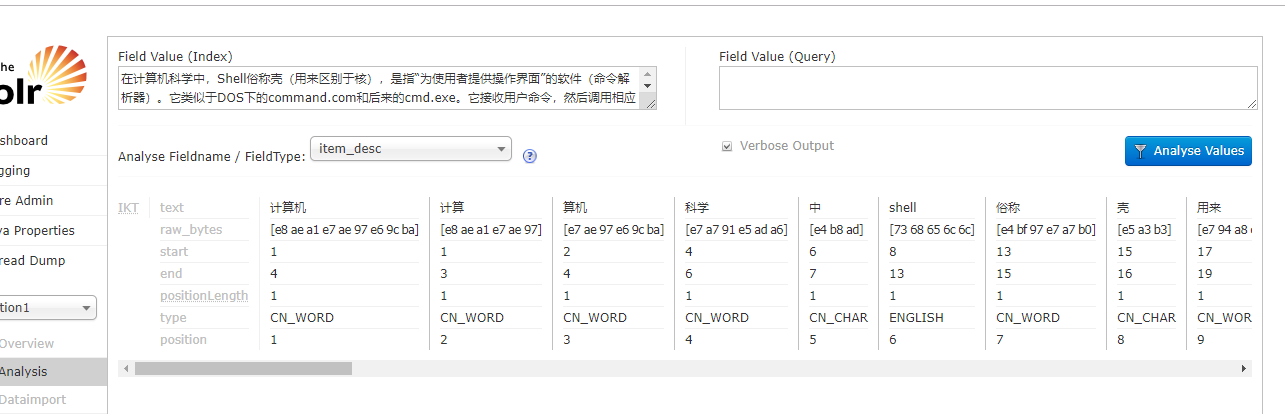 the
olr
shboard
gging
re Admin
va Properties
read Dump
tion1
Overview
Analysis
Dataimport
Field Value (Index)
在计算机科学中，Shell俗称壳（用来区别于核），是指“为使用者提供操作界面”的软件（命令解
析器）。它类似于DOS下的command.com和后来的cmd.exe。它接收用户命令，然后调用相应
Field Value (Query)
Analyse Fieldname / FieldType: item_desc ?
Verbose Output
Analyse Values
IKT text 计算机 计算 算机 科学 中 shell 俗称 壳 用来
raw_bytes [e8 ae a1 e7 ae 97 e6 9c ba] [e8 ae a1 e7 ae 97] [e7 ae 97 e6 9c ba] [e7 a7 91 e5 ad a6] [e4 b8 ad] [73 68 65 6c 6c] [e4 bf 97 e7 a7 b0] [e5 a3 b3] [e7 94 a8 e
start 1 1 2 4 6 8 13 15 17
end 4 3 4 6 7 13 15 16 19
positionLength 1 1 1 1 1 1 1 1 1
type CN_WORD CN_WORD CN_WORD CN_WORD CN_CHAR ENGLISH CN_WORD CN_CHAR CN_WOR
position 1 2 3 4 5 6 7 8 9